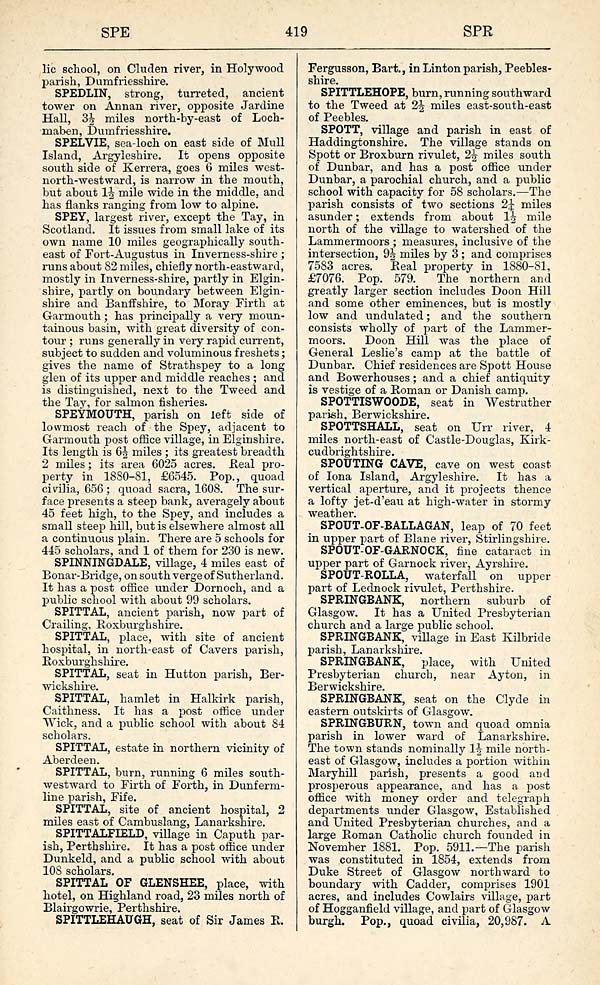 SPE 419 SPR
lic school, on Cluden river, in Holywood
parish, Dumfriesshire.
SPEDLIN, strong, turreted, ancient
tower on Annan river, opposite Jardine
Hall, 3½ miles north-by-east of Loch-
maben, Dumfriesshire.
SPELVIE, sea-loch on east side of Mull
Island, Argyleshire. It opens opposite
south side of Kerrera, goes 6 miles west-
north-westward, is narrow in the mouth,
but about 1½ mile wide in the middle, and
has flanks ranging from low to alpine.
SPEY, largest river, except the Tay, in
Scotland. It issues from small lake of its
own name 10 miles geographically south-
east of Fort-Augustus in Inverness-shire;
runs about 82 miles, chiefly north-eastward,
mostly in Inverness-shire, partly in Elgin-
shire, partly on boundary between Elgin-
shire and Banffshire, to Moray Firth at
Garmouth; has principally a very moun-
tainous basin, with great diversity of con-
tour; runs generally in very rapid current,
subject to sudden and voluminous freshets;
gives the name of Strathspey to a long
glen of its upper and middle reaches; and
is distinguished, next to the Tweed and
the Tay, for salmon fisheries.
SPEYMOUTH, parish on left side of
lowmost reach of the Spey, adjacent to
Garmouth post office village, in Elginshire.
Its length is 6½ miles; its greatest breadth
2 miles; its area 6025 acres. Real pro-
perty in 1880-81, £6545. Pop., quoad
civilia, 656; quoad sacra, 1608. The sur-
face presents a steep bank, averagely about
45 feet high, to the Spey, and includes a
small steep hill, but is elsewhere almost all
a continuous plain. There are 5 schools for
445 scholars, and 1 of them for 230 is new.
SPINNINGDALE, village, 4 miles east of
Bonar-Bridge, on south verge of Sutherland.
It has a post office under Dornoch, and a
public school with about 99 scholars.
SPITTAL, ancient parish, now part of
Crailing, Roxburghshire.
SPITTAL, place, with site of ancient
hospital, in north-east of Cavers parish,
Roxburghshire.
SPITTAL, seat in Hutton parish, Ber-
wickshire.
SPITTAL, hamlet in Halkirk parish,
Caithness. It has a post office under
Wick, and a public school with about 84
scholars.
SPITTAL, estate in northern vicinity of
Aberdeen.
SPITTAL, burn, running 6 miles south-
westward to Firth of Forth, in Dunferm-
line parish, Fife.
SPITTAL, site of ancient hospital, 2
miles east of Cambuslang, Lanarkshire.
SPITTALFIELD, village in Caputh par-
ish, Perthshire. It has a post office under
Dunkeld, and a public school with about
108 scholars.
SPITTAL OF GLENSHEE, place, with
hotel, on Highland road, 23 miles north of
Blairgowrie, Perthshire.
SPITTLEHAUGH, seat of Sir James R.
Fergusson, Bart., in Linton parish, Peebles-
shire.
SPITTLEHOPE, burn, running southward
to the Tweed at 2½ miles east-south-east
of Peebles.
SPOTT, village and parish in east of
Haddingtonshire. The village stands on
Spott or Broxburn rivulet, 2½ miles south
of Dunbar, and has a post office under
Dunbar, a parochial church, and a public
school with capacity for 58 scholars.—The
parish consists of two sections 2¼ miles
asunder; extends from about 1½ mile
north of the village to watershed of the
Lammermoors; measures, inclusive of the
intersection, 9½ miles by 3; and comprises
7583 acres. Real property in 1880-81,
£7076. Pop. 579. The northern and
greatly larger section includes Doon Hill
and some other eminences, but is mostly
low and undulated; and the southern
consists wholly of part of the Lammer-
moors. Doon Hill was the place of
General Leslie's camp at the battle of
Dunbar. Chief residences are Spott House
and Bowerhouses; and a chief antiquity
is vestige of a Roman or Danish camp.
SPOTTISWOODE, seat in Westruther
parish, Berwickshire.
SPOTTSHALL, seat on Urr river, 4
miles north-east of Castle-Douglas, Kirk-
cudbrightshire.
SPOUTING CAVE, cave on west coast
of Iona Island, Argyleshire. It has a
vertical aperture, and it projects thence
a lofty jet-d'eau at high-water in stormy
weather.
SPOUT-OF-BALLAGAN, leap of 70 feet
in upper part of Blane river, Stirlingshire.
SPOUT-OF-GARNOCK, fine cataract in
upper part of Garnock river, Ayrshire.
SPOUT-ROLLA, waterfall on upper
part of Lednock rivulet, Perthshire.
SPRINGBANK, northern suburb of
Glasgow. It has a United Presbyterian
church and a large public school.
SPRINGBANK, village in East Kilbride
parish, Lanarkshire.
SPRINGBANK, place, with United
Presbyterian church, near Ayton, in
Berwickshire.
SPRINGBANK, seat on the Clyde in
eastern outskirts of Glasgow.
SPRINGBURN, town and quoad omnia
parish in lower ward of Lanarkshire.
The town stands nominally 1½ mile north-
east of Glasgow, includes a portion within
Maryhill parish, presents a good and
prosperous appearance, and has a post
office with money order and telegraph
departments under Glasgow, Established
and United Presbyterian churches, and a
large Roman Catholic church founded in
November 1881. Pop. 5911.—The parish
was constituted in 1854, extends from
Duke Street of Glasgow northward to
boundary with Cadder, comprises 1901
acres, and includes Cowlairs village, part
of Hogganfield village, and part of Glasgow
burgh. Pop., quoad civilia, 20,987. A